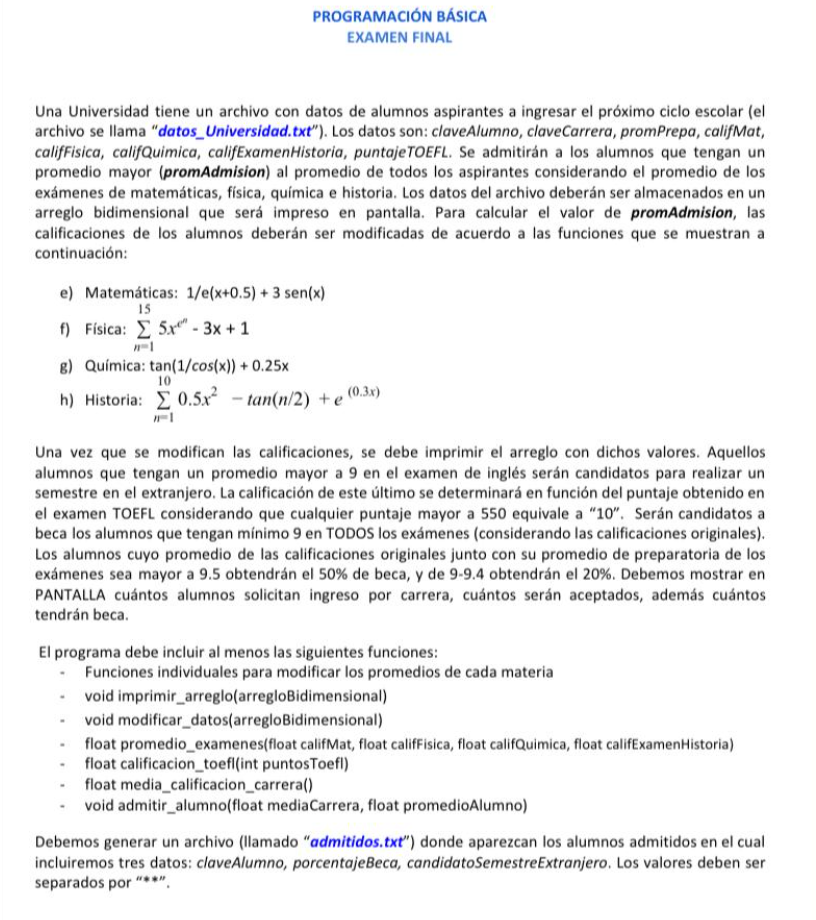 PROGRAMACIÓN BÁSICA
EXAMEN FINAL
Una Universidad tiene un archivo con datos de alumnos aspirantes a ingresar el próximo ciclo escolar (el
archivo se llama “datos_Universidad.txt”). Los datos son: claveAlumno, claveCarrera, promPrepa, califMat,
califFisica, califQuimica, califExamenHistoria, puntajeTOEFL. Se admitirán a los alumnos que tengan un
promedio mayor (promAdmision) al promedio de todos los aspirantes considerando el promedio de los
exámenes de matemáticas, física, química e historia. Los datos del archivo deberán ser almacenados en un
arreglo bidimensional que será impreso en pantalla. Para calcular el valor de promAdmision, las
calificaciones de los alumnos deberán ser modificadas de acuerdo a las funciones que se muestran a
continuación:
e) Matemáticas: 1/e(x+0.5) + 3 sen(x)
15
f) Física: ∑ 5x^e^n - 3x + 1
n=1
g) Química: tan(1/cos(x)) + 0.25x
10
h) Historia: ∑ 0.5x² − tan(n/2) + e (0.3x)
n=1
Una vez que se modifican las calificaciones, se debe imprimir el arreglo con dichos valores. Aquellos
alumnos que tengan un promedio mayor a 9 en el examen de inglés serán candidatos para realizar un
semestre en el extranjero. La calificación de este último se determinará en función del puntaje obtenido en
el examen TOEFL considerando que cualquier puntaje mayor a 550 equivale a “10”. Serán candidatos a
beca los alumnos que tengan mínimo 9 en TODOS los exámenes (considerando las calificaciones originales).
Los alumnos cuyo promedio de las calificaciones originales junto con su promedio de preparatoria de los
exámenes sea mayor a 9.5 obtendrán el 50% de beca, y de 9-9.4 obtendrán el 20%. Debemos mostrar en
PANTALLA cuántos alumnos solicitan ingreso por carrera, cuántos serán aceptados, además cuántos
tendrán beca.
El programa debe incluir al menos las siguientes funciones:
- Funciones individuales para modificar los promedios de cada materia
- void imprimir_arreglo(arregloBidimensional)
- void modificar_datos(arregloBidimensional)
- float promedio_examenes(float califMat, float califFisica, float califQuimica, float califExamenHistoria)
- float calificacion_toefl(int puntosToefl)
- float media_calificacion_carrera()
- void admitir_alumno(float mediaCarrera, float promedioAlumno)
Debemos generar un archivo (llamado “admitidos.txt”) donde aparezcan los alumnos admitidos en el cual
incluiremos tres datos: claveAlumno, porcentajeBeca, candidatoSemestreExtranjero. Los valores deben ser
separados por “**”.